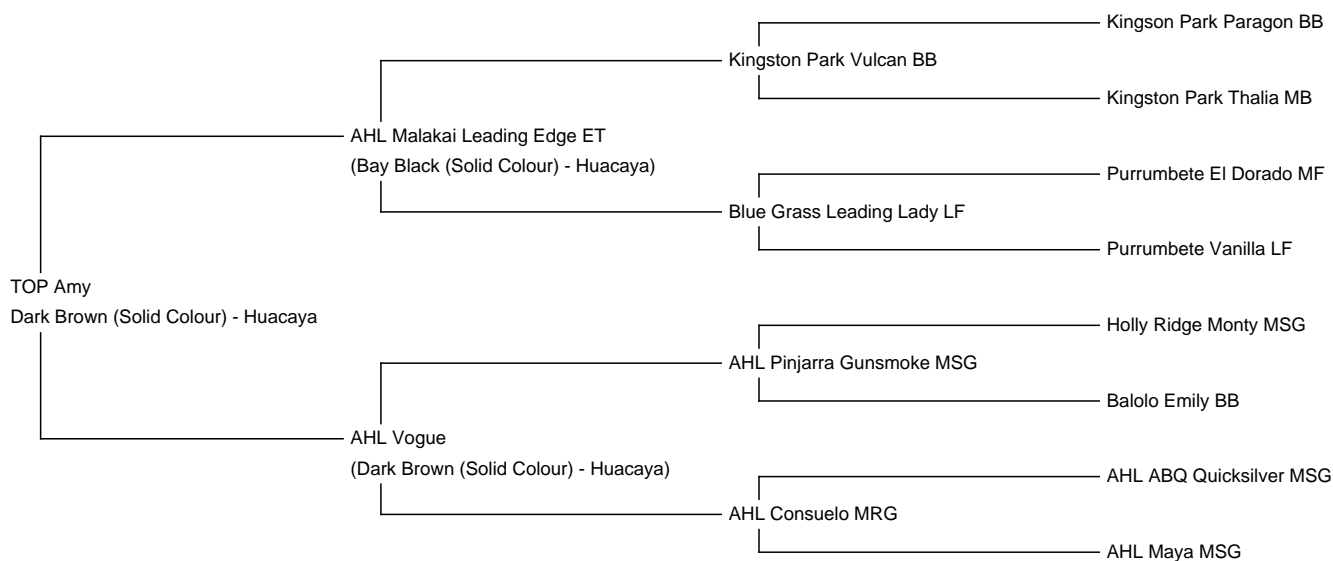 Kingson Park Paragon BB
Kingston Park Vulcan BB
Kingston Park Thalia MB
AHL Malakai Leading Edge ET
(Bay Black (Solid Colour) - Huacaya)
Purrumbete El Dorado MF
Blue Grass Leading Lady LF
Purrumbete Vanilla LF
TOP Amy
Dark Brown (Solid Colour) - Huacaya
Holly Ridge Monty MSG
AHL Pinjarra Gunsmoke MSG
Balolo Emily BB
AHL Vogue
(Dark Brown (Solid Colour) - Huacaya)
AHL ABQ Quicksilver MSG
AHL Consuelo MRG
AHL Maya MSG